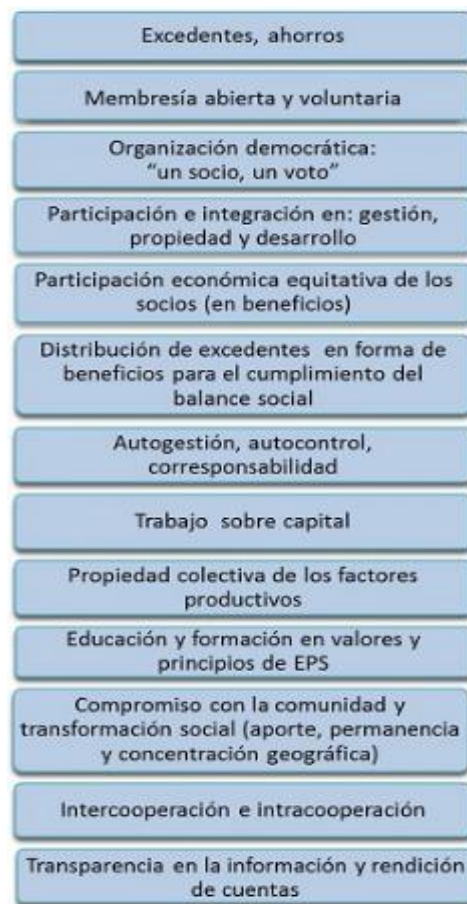 Excedentes, ahorros
Membresía abierta y voluntaria
Organización democrática:
“un socio, un voto”
Participación e integración en: gestión,
propiedad y desarrollo
Participación económica equitativa de los
socios (en beneficios)
Distribución de excedentes en forma de
beneficios para el cumplimiento del
balance social
Autogestión, autocontrol,
corresponsabilidad
Trabajo sobre capital
Propiedad colectiva de los factores
productivos
Educación y formación en valores y
principios de EPS
Compromiso con la comunidad y
transformación social (aporte, permanencia
y concentración geográfica)
Intercooperación e intracooperación
Transparencia en la información y rendición
de cuentas